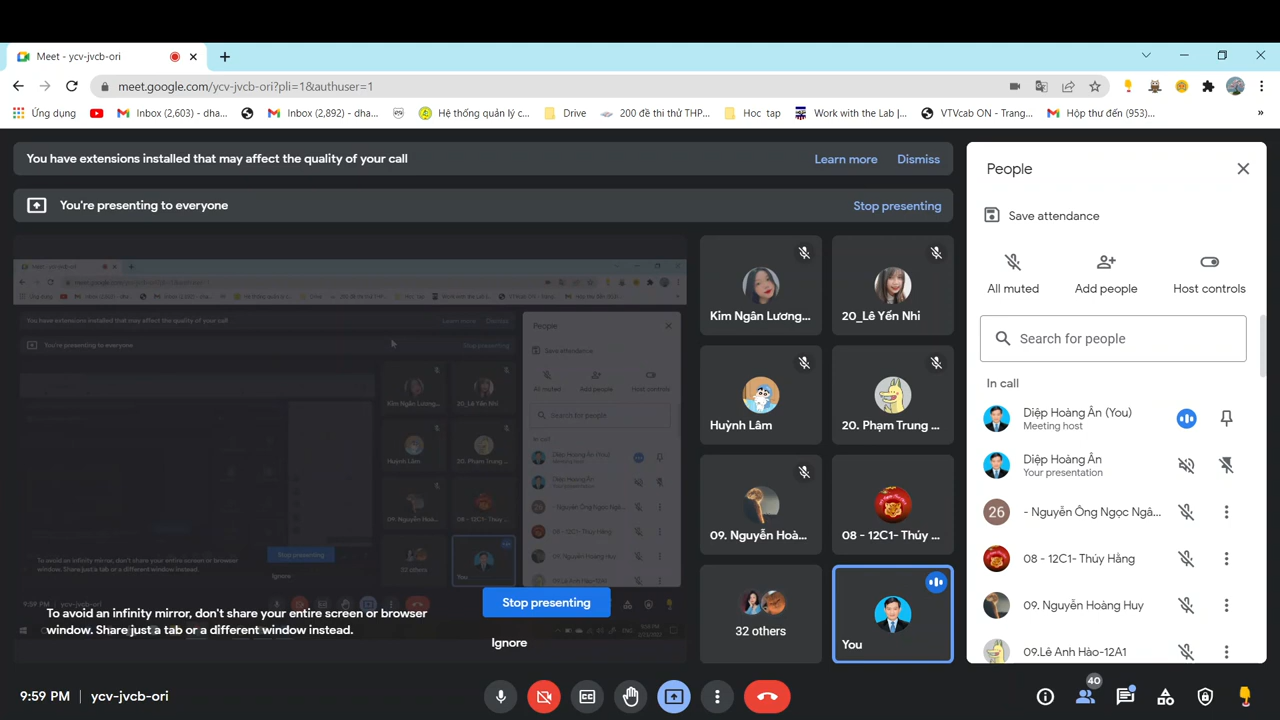 Meet - ycv-jvcb-ori
meet.google.com/ycv-jvcb-ori?pli=1&authuser=1
Ứng dụng
Inbox (2,603) - dha...
Inbox (2,892) - dha...
Hệ thống quản lý c...
Drive
200 đề thi thử THP...
Hoc tap
Work with the Lab |...
VTVcab ON - Trang...
Hộp thư đến (953)...
»
You have extensions installed that may affect the quality of your call
Learn more
Dismiss
You're presenting to everyone
Stop presenting
Kim Ngân Lương...
20_Lê Yến Nhi
Huỳnh Lâm
20. Phạm Trung ...
09. Nguyễn Hoà...
08 - 12C1- Thúy ...
32 others
You
To avoid an infinity mirror, don't share your entire screen or browser
window. Share just a tab or a different window instead.
Stop presenting
Ignore
People
Save attendance
All muted
Add people
Host controls
Search for people
In call
Diệp Hoàng Ân (You)
Meeting host
Diệp Hoàng Ân
Your presentation
26
- Nguyễn Ông Ngọc Ngâ...
08 - 12C1- Thúy Hằng
09. Nguyễn Hoàng Huy
09.Lê Anh Hào-12A1
9:59 PM
ycv-jvcb-ori
40